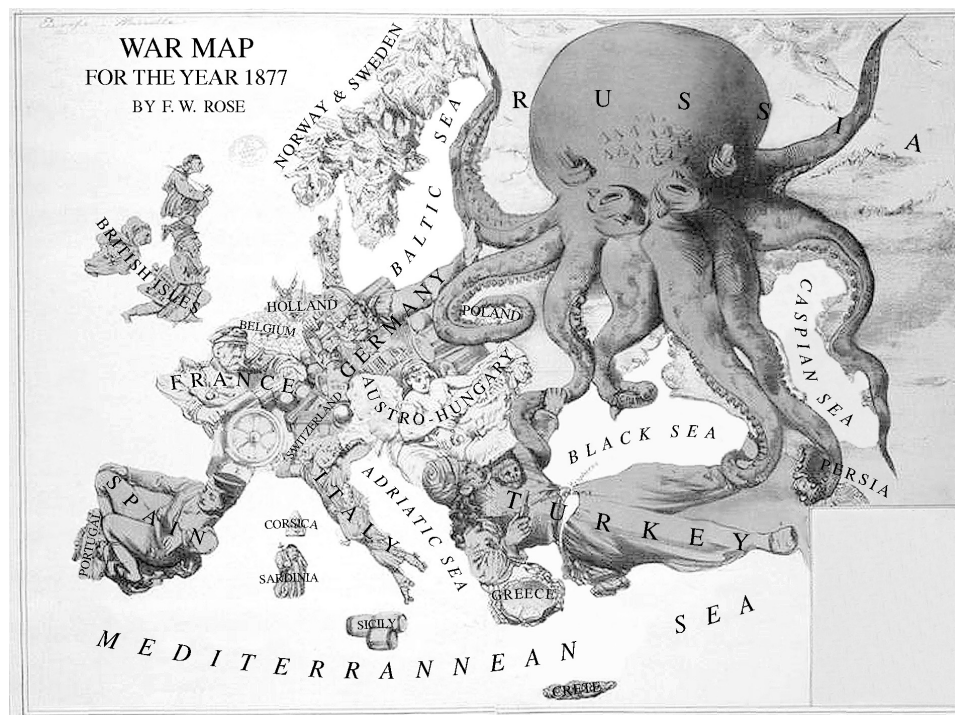 WAR MAP
FOR THE YEAR 1877
BY F. W. ROSE
NORWAY & SWEDEN
RUSSIA
BALTIC SEA
BRITISH ISLES
HOLLAND
BELGIUM
GERMANY
POLAND
CASPIAN SEA
FRANCE
SWITZERLAND
AUSTRO-HUNGARY
BLACK SEA
PERSIA
SPAIN
PORTUGAL
ITALY
ADRIATIC SEA
TURKEY
CORSICA
SARDINIA
GREECE
SICILY
MEDITERRANNEAN SEA
CRETE